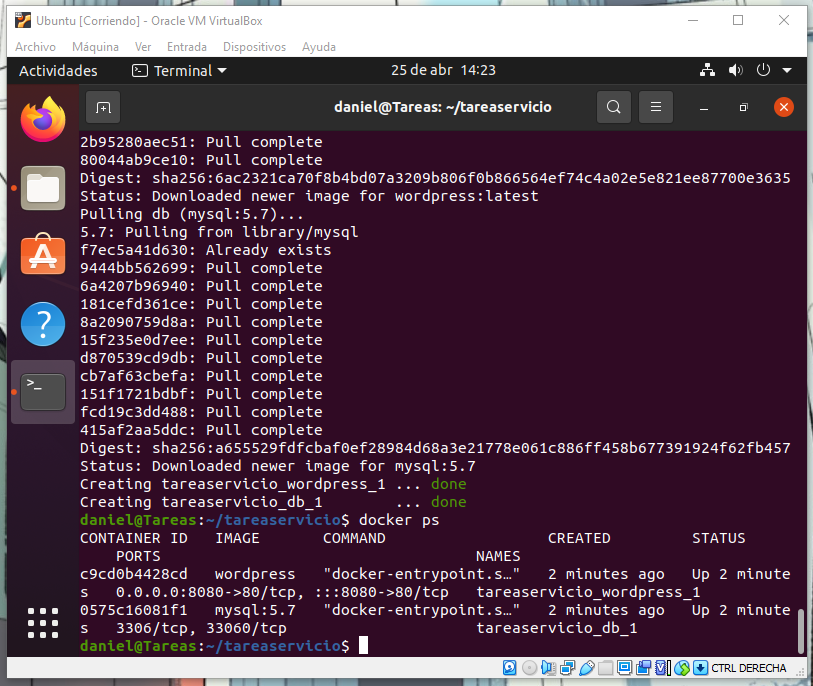 Ubuntu [Corriendo] - Oracle VM VirtualBox
Archivo Máquina Ver Entrada Dispositivos Ayuda
Actividades Terminal 25 de abr 14:23
daniel@Tareas: ~/tareaservicio
2b95280aec51: Pull complete
80044ab9ce10: Pull complete
Digest: sha256:6ac2321ca70f8b4bd07a3209b806f0b866564ef74c4a02e5e821ee87700e3635
Status: Downloaded newer image for wordpress:latest
Pulling db (mysql:5.7)...
5.7: Pulling from library/mysql
f7ec5a41d630: Already exists
9444bb562699: Pull complete
6a4207b96940: Pull complete
181cefd361ce: Pull complete
8a2090759d8a: Pull complete
15f235e0d7ee: Pull complete
d870539cd9db: Pull complete
cb7af63cbefa: Pull complete
151f1721bdbf: Pull complete
fcd19c3dd488: Pull complete
415af2aa5ddc: Pull complete
Digest: sha256:a655529fdfcbaf0ef28984d68a3e21778e061c886ff458b677391924f62fb457
Status: Downloaded newer image for mysql:5.7
Creating tareaservicio_wordpress_1 ... done
Creating tareaservicio_db_1        ... done
daniel@Tareas:~/tareaservicio$ docker ps
CONTAINER ID   IMAGE       COMMAND                  CREATED         STATUS
    PORTS                                   NAMES
c9cd0b4428cd   wordpress   "docker-entrypoint.s…"   2 minutes ago   Up 2 minute
s   0.0.0.0:8080->80/tcp, :::8080->80/tcp   tareaservicio_wordpress_1
0575c16081f1   mysql:5.7   "docker-entrypoint.s…"   2 minutes ago   Up 2 minute
s   3306/tcp, 33060/tcp                     tareaservicio_db_1
daniel@Tareas:~/tareaservicio$
CTRL DERECHA